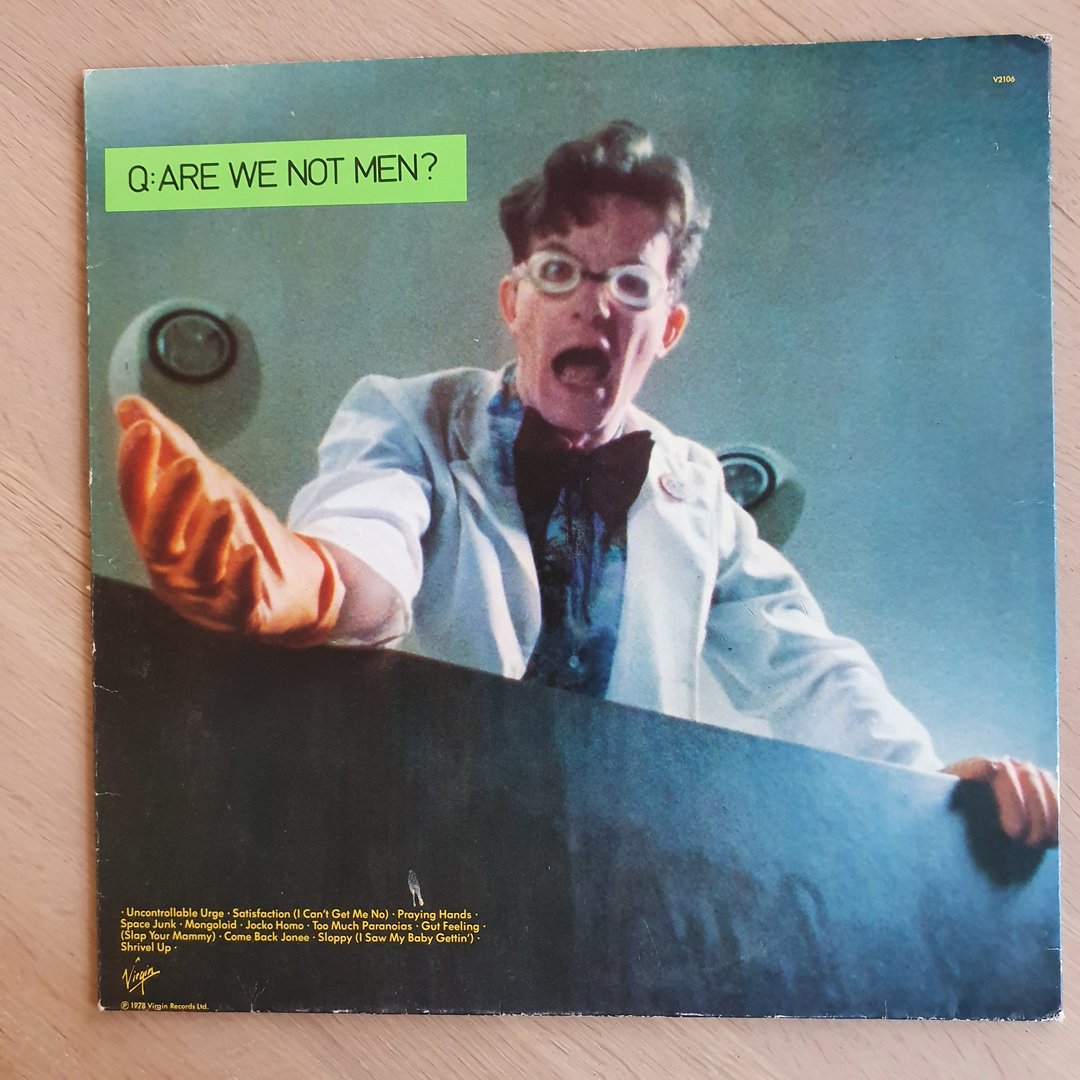 V2106
Q:ARE WE NOT MEN?
· Uncontrollable Urge · Satisfaction (I Can't Get Me No) · Praying Hands ·
Space Junk · Mongoloid · Jocko Homo · Too Much Paranoias · Gut Feeling ·
(Slap Your Mammy) · Come Back Jonee · Sloppy (I Saw My Baby Gettin') ·
Shrivel Up ·
Virgin
℗ 1978 Virgin Records Ltd.